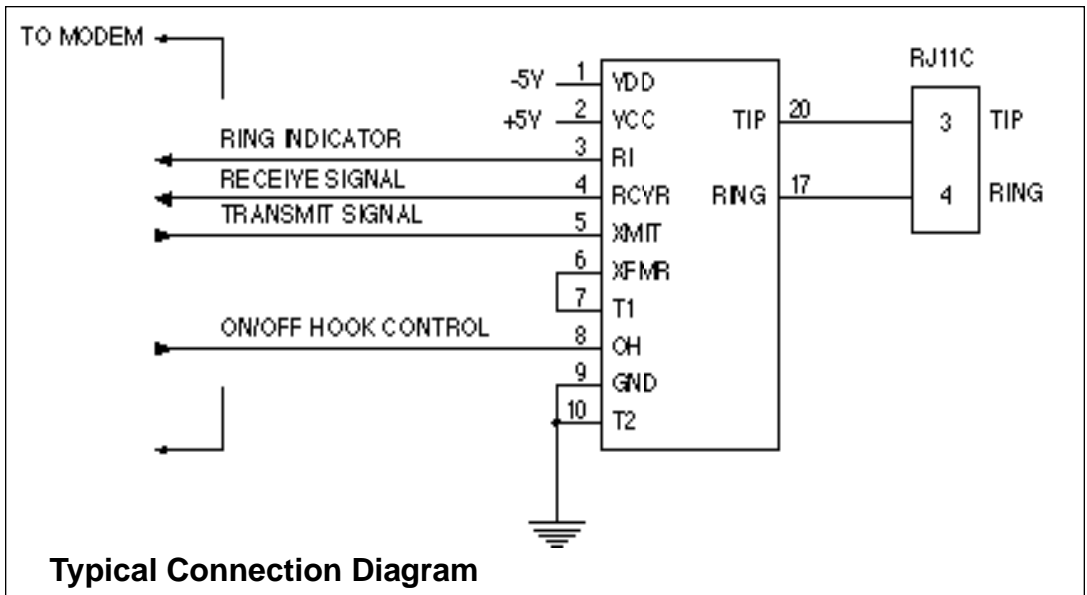 TO MODEM
RJ11C
-5V 1 VDD
+5V 2 VCC TIP 20 3 TIP
RING INDICATOR 3 RI
RECEIVE SIGNAL 4 RCVR RING 17 4 RING
TRANSMIT SIGNAL 5 XMIT
6 XFMR
7 T1
ON/OFF HOOK CONTROL 8 OH
9 GND
10 T2
Typical Connection Diagram